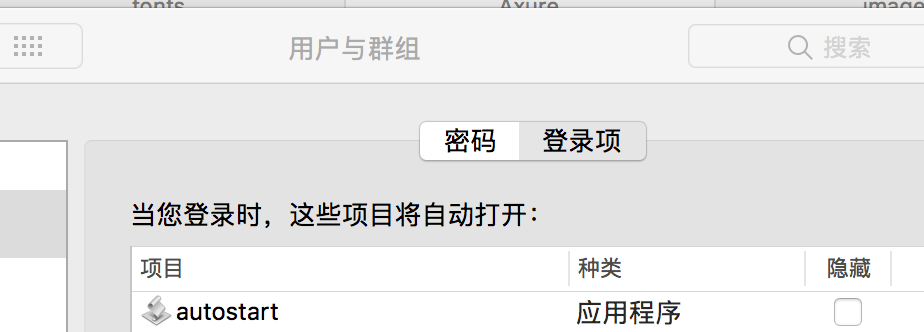 fonts Axure image
用户与群组 搜索
密码 登录项
当您登录时，这些项目将自动打开：
项目 种类 隐藏
autostart 应用程序